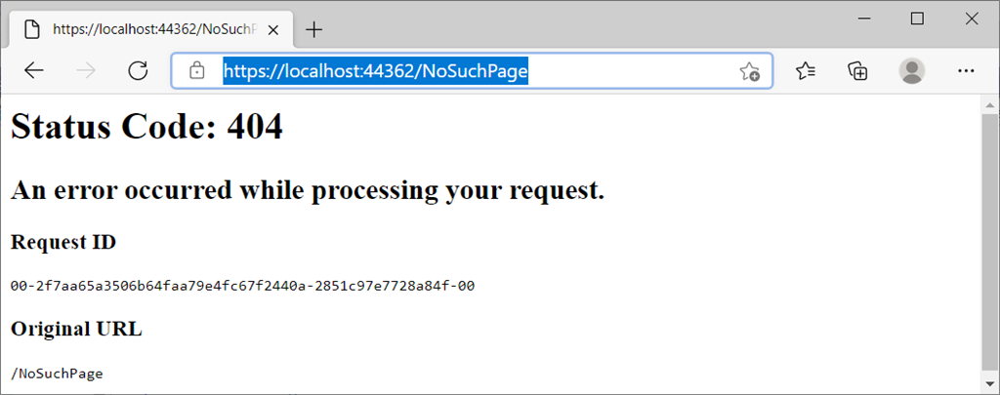 https://localhost:44362/NoSuchP
https://localhost:44362/NoSuchPage
Status Code: 404
An error occurred while processing your request.
Request ID
00-2f7aa65a3506b64faa79e4fc67f2440a-2851c97e7728a84f-00
Original URL
/NoSuchPage